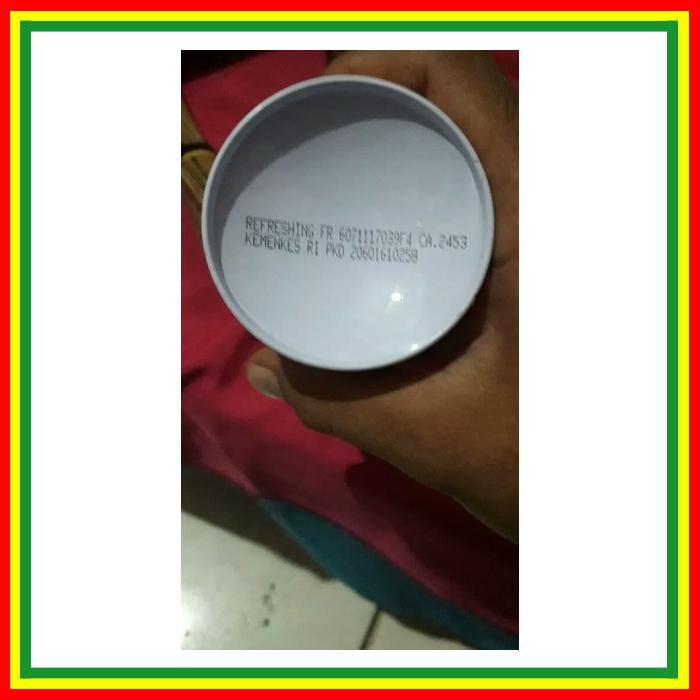 REFRESHING FR 6071117039F4 CA.2453
KEMENKES RI PKD 20601610258